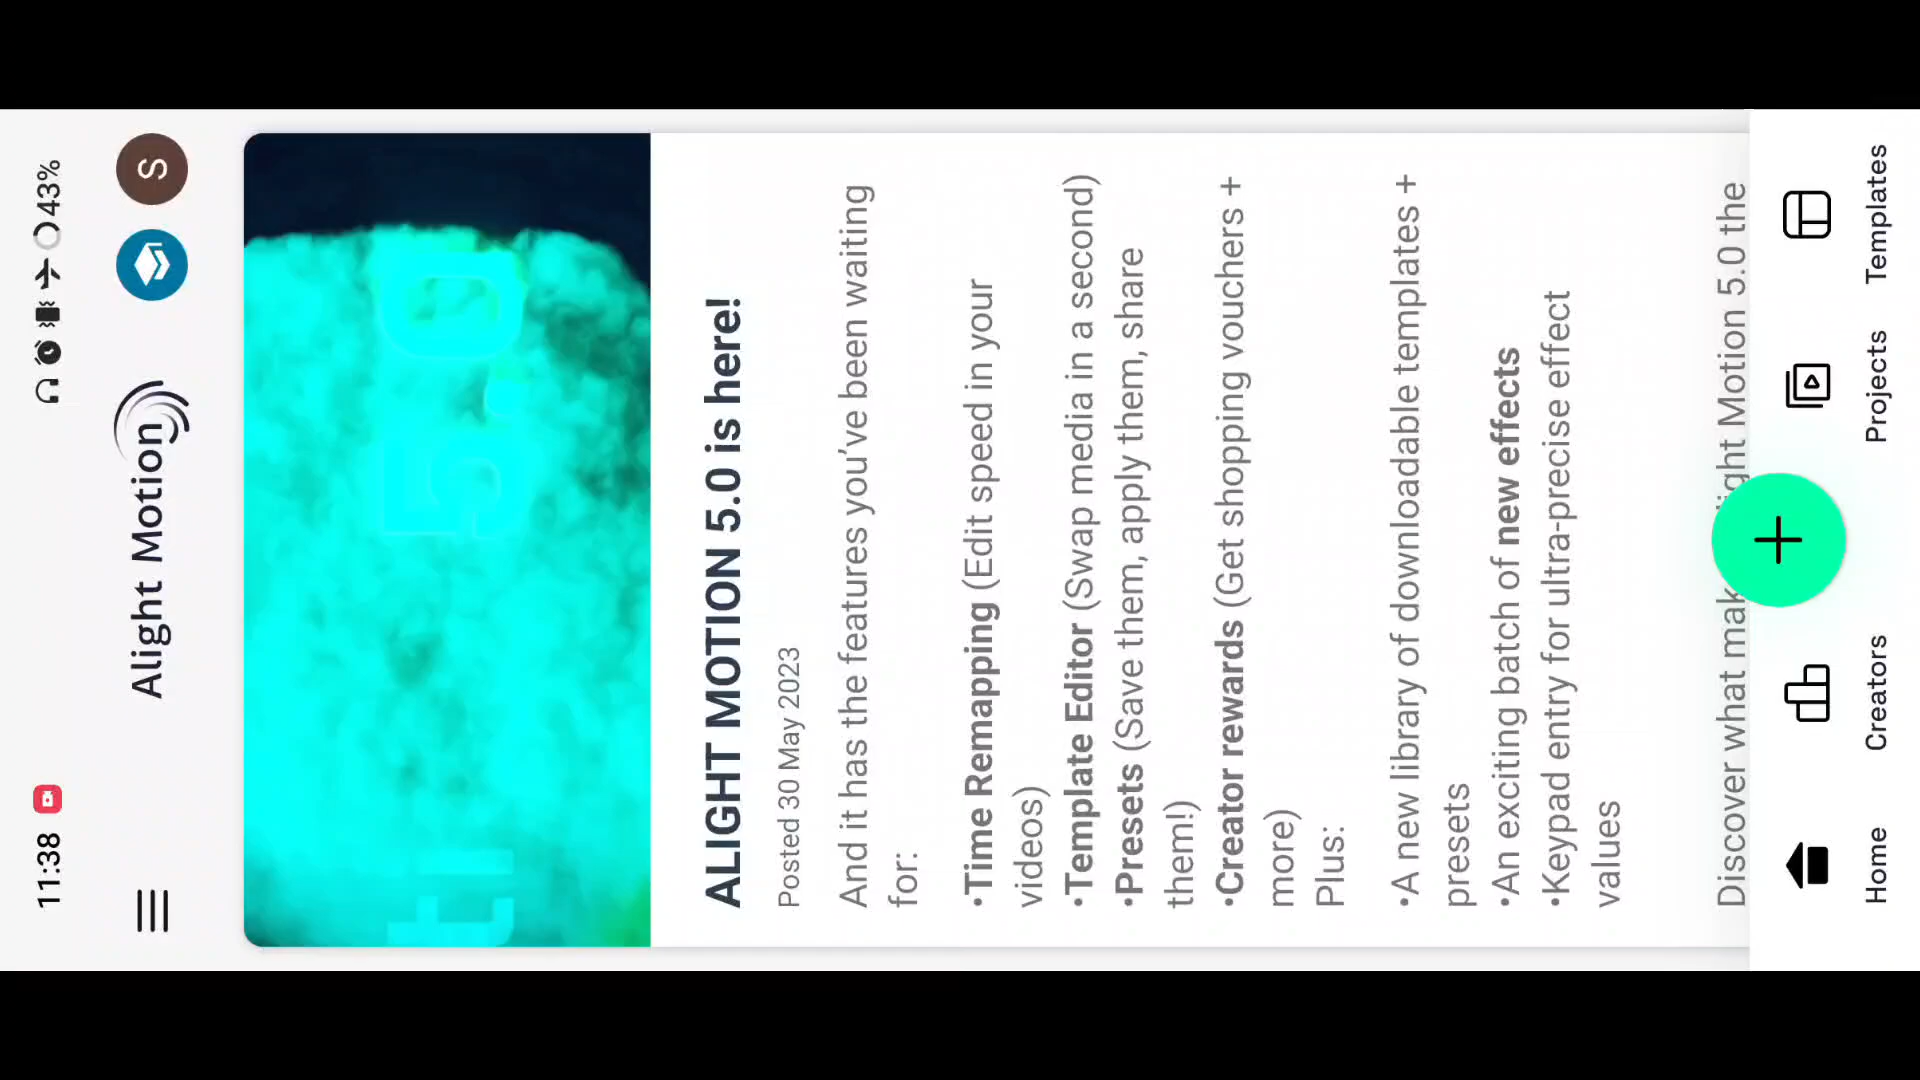 11:38
43%
Alight Motion
S
5.0
ALIGHT MOTION 5.0 is here!
Posted 30 May 2023
And it has the features you've been waiting
for:
•Time Remapping (Edit speed in your
videos)
•Template Editor (Swap media in a second)
•Presets (Save them, apply them, share
them!)
•Creator rewards (Get shopping vouchers +
more)
Plus:
•A new library of downloadable templates +
presets
•An exciting batch of new effects
•Keypad entry for ultra-precise effect
values
Discover what ight Motion 5.0 the
Home
Creators
Projects
Templates